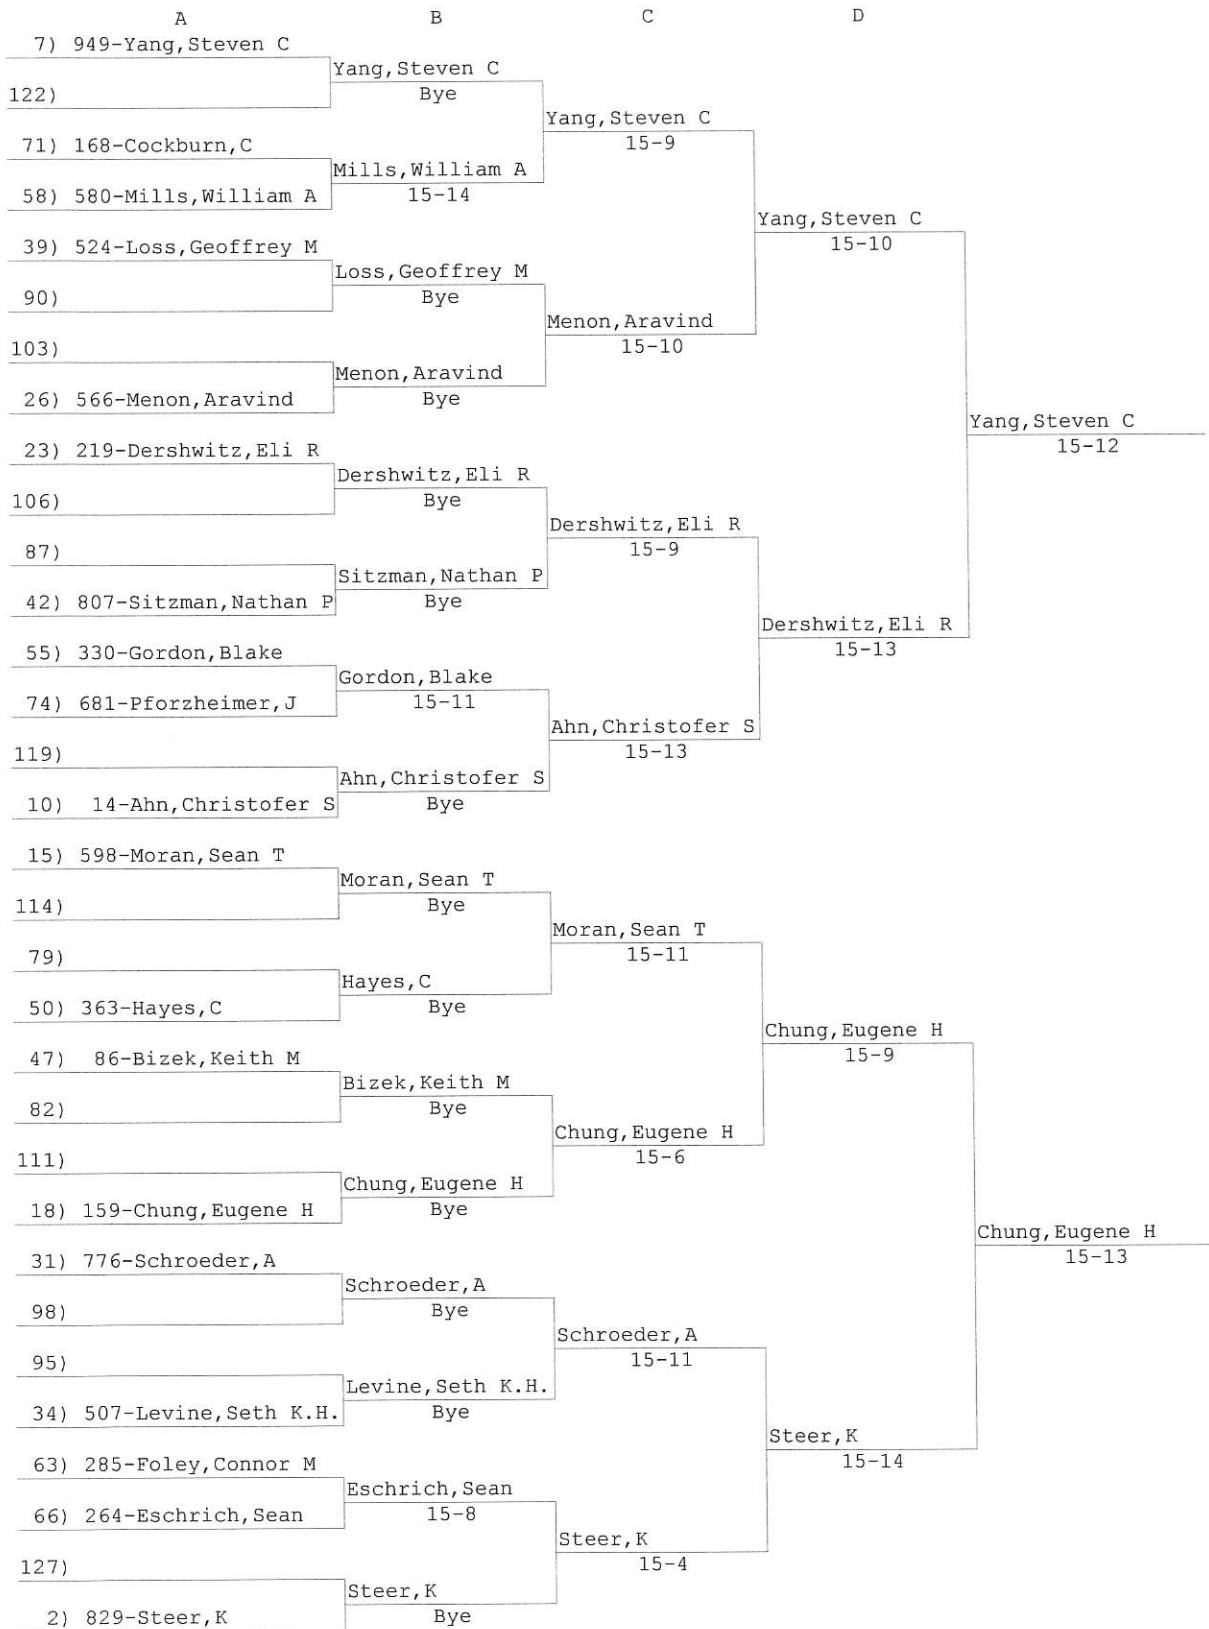 A B C D
7) 949-Yang,Steven C
Yang,Steven C
122)
Bye
Yang,Steven C
71) 168-Cockburn,C
15-9
Mills,William A
58) 580-Mills,William A
15-14
Yang,Steven C
39) 524-Loss,Geoffrey M
15-10
Loss,Geoffrey M
90)
Bye
Menon,Aravind
103)
15-10
Menon,Aravind
26) 566-Menon,Aravind
Bye
Yang,Steven C
23) 219-Dershwitz,Eli R
15-12
Dershwitz,Eli R
106)
Bye
Dershwitz,Eli R
87)
15-9
Sitzman,Nathan P
42) 807-Sitzman,Nathan P
Bye
Dershwitz,Eli R
55) 330-Gordon,Blake
15-13
Gordon,Blake
74) 681-Pforzheimer,J
15-11
Ahn,Christofer S
119)
15-13
Ahn,Christofer S
10) 14-Ahn,Christofer S
Bye
15) 598-Moran,Sean T
Moran,Sean T
114)
Bye
Moran,Sean T
79)
15-11
Hayes,C
50) 363-Hayes,C
Bye
Chung,Eugene H
47) 86-Bizek,Keith M
15-9
Bizek,Keith M
82)
Bye
Chung,Eugene H
111)
15-6
Chung,Eugene H
18) 159-Chung,Eugene H
Bye
Chung,Eugene H
31) 776-Schroeder,A
15-13
Schroeder,A
98)
Bye
Schroeder,A
95)
15-11
Levine,Seth K.H.
34) 507-Levine,Seth K.H.
Bye
Steer,K
63) 285-Foley,Connor M
15-14
Eschrich,Sean
66) 264-Eschrich,Sean
15-8
Steer,K
127)
15-4
Steer,K
2) 829-Steer,K
Bye